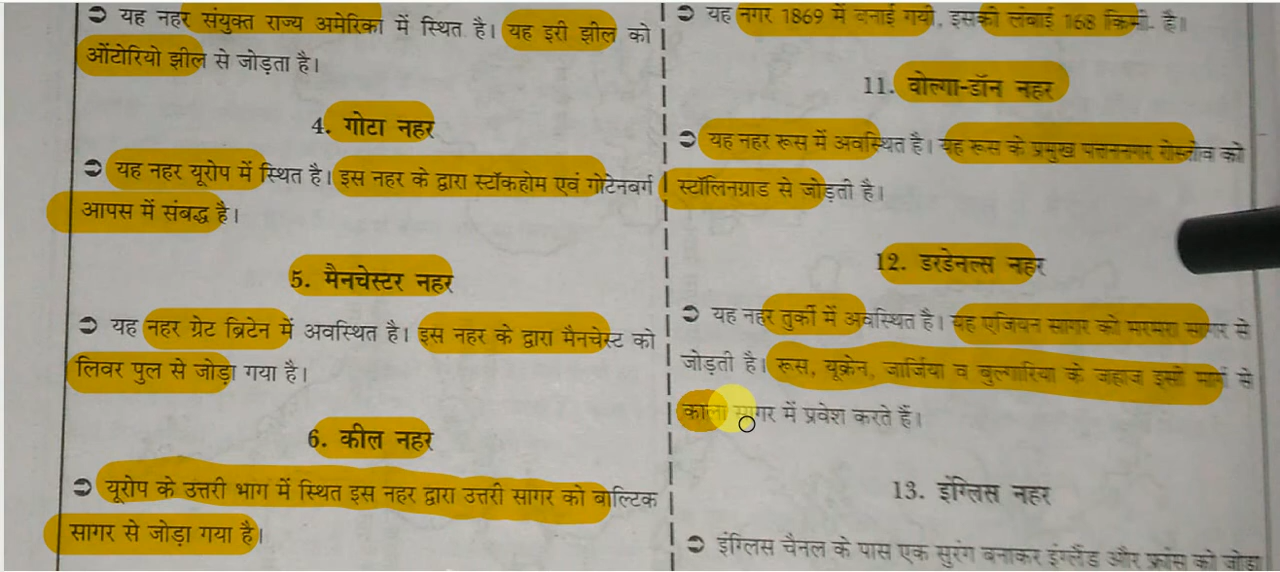 ➲ यह नहर संयुक्त राज्य अमेरिका में स्थित है। यह इरी झील को
ओंटोरियो झील से जोड़ता है।
4. गोटा नहर
➲ यह नहर यूरोप में स्थित है। इस नहर के द्वारा स्टॉकहोम एवं गोटेनबर्ग
आपस में संबद्ध है।
5. मैनचेस्टर नहर
➲ यह नहर ग्रेट ब्रिटेन में अवस्थित है। इस नहर के द्वारा मैनचेस्ट को
लिवर पुल से जोड़ा गया है।
6. कील नहर
➲ यूरोप के उत्तरी भाग में स्थित इस नहर द्वारा उत्तरी सागर को बोल्टिक
सागर से जोड़ा गया है।
➲ यह नगर 1869 में बनाई गयी, इसकी लंबाई 168 किमी. है।
11. वोल्गा-डॉन नहर
➲ यह नहर रूस में अवस्थित है। यह रूस के प्रमुख पत्तननगर रोस्तोव को
स्टॉलिनग्राड से जोड़ती है।
12. डरडेनल्स नहर
➲ यह नहर तुर्की में अवस्थित है। यह एजियन सागर को मरमरा सागर से
जोड़ती है। रूस, यूक्रेन, जार्जिया व बुल्गारिया के जहाज इसी मार्ग से
काला सागर में प्रवेश करते हैं।
13. इंग्लिस नहर
➲ इंग्लिस चैनल के पास एक सुरंग बनाकर इंग्लैंड और फ्रांस को जोड़ा